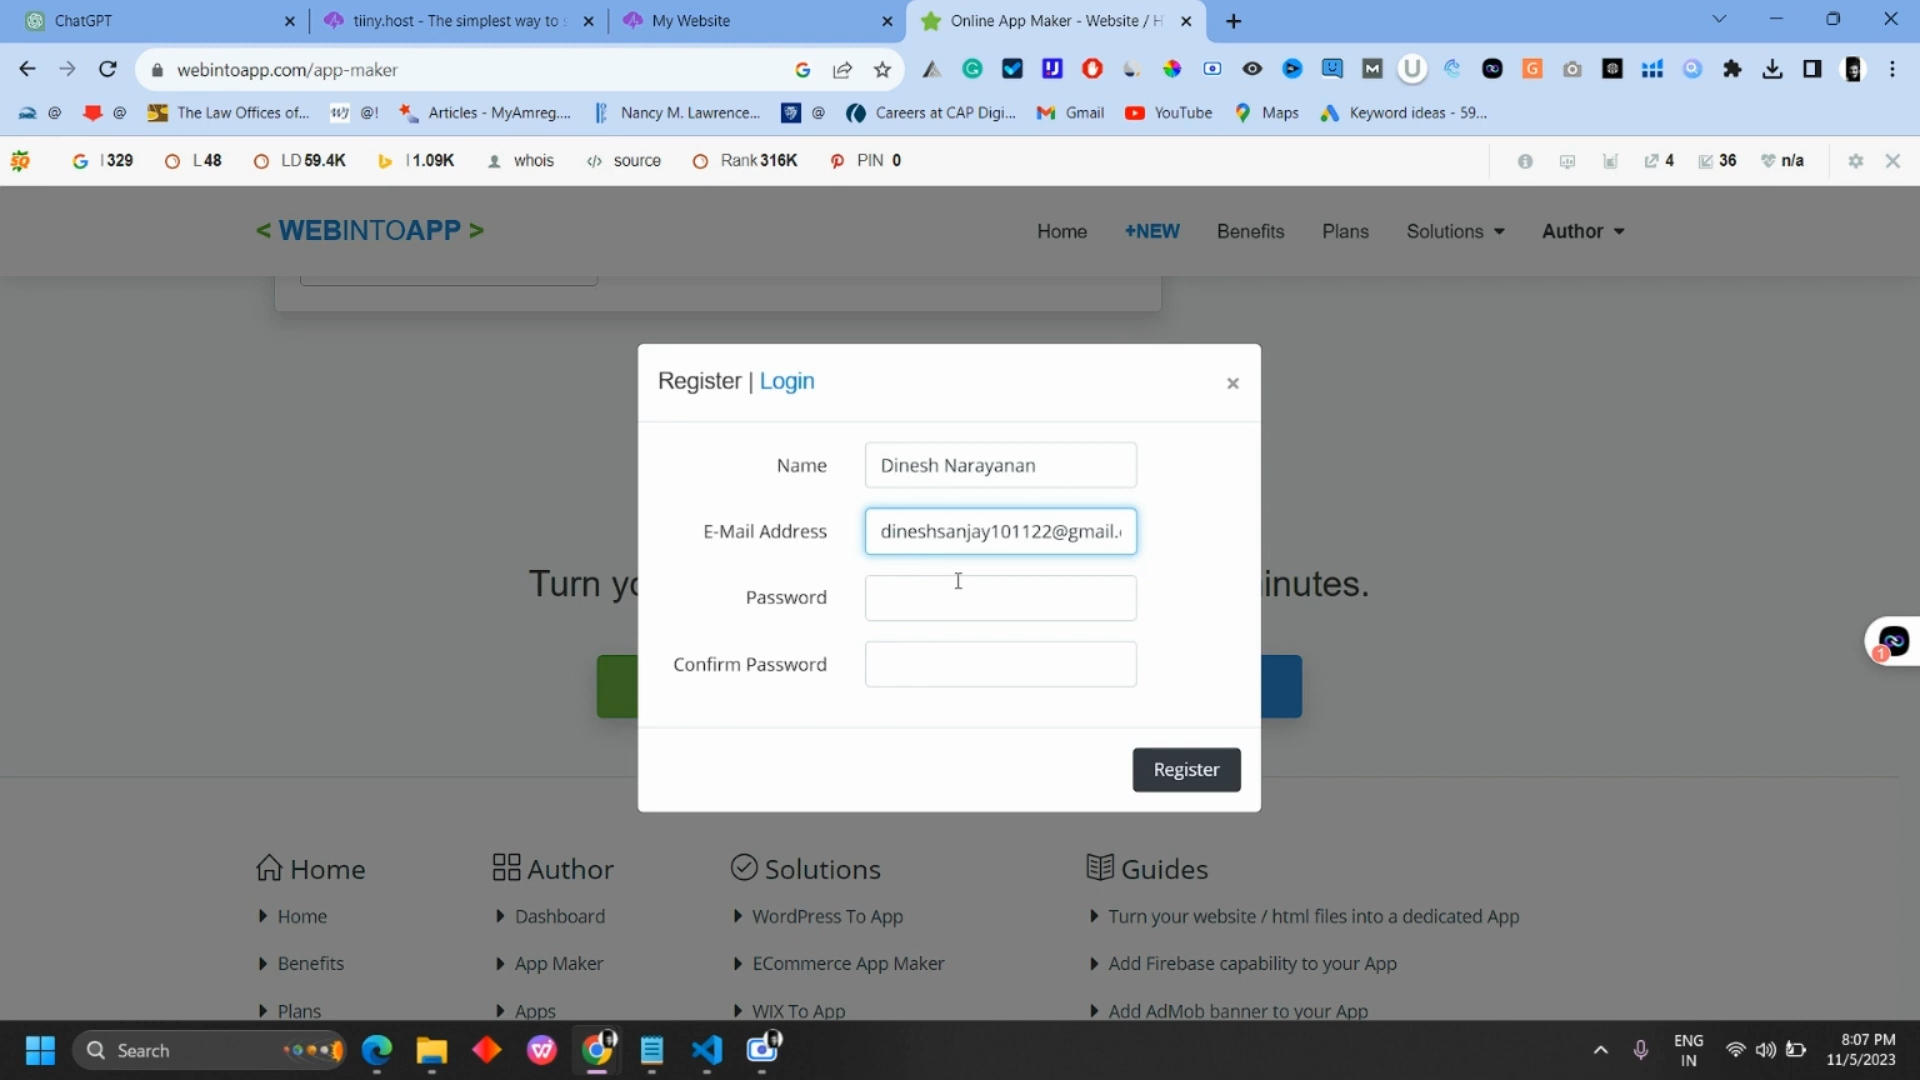 ChatGPT
tiiny.host - The simplest way to
My Website
Online App Maker - Website / H
webintoapp.com/app-maker
@
@
The Law Offices of...
@!
Articles - MyAmreg....
Nancy M. Lawrence...
@
Careers at CAP Digi...
Gmail
YouTube
Maps
Keyword ideas - 59...
I 329
L 48
LD 59.4K
I 1.09K
whois
source
Rank 316K
PIN 0
4
36
n/a
< WEBINTOAPP >
Home
+NEW
Benefits
Plans
Solutions
Author
Register | Login
×
Name
Dinesh Narayanan
E-Mail Address
dineshsanjay101122@gmail.
Turn
inutes.
Password
Confirm Password
1
Register
Home
Author
Solutions
Guides
Home
Dashboard
WordPress To App
Turn your website / html files into a dedicated App
Benefits
App Maker
ECommerce App Maker
Add Firebase capability to your App
Plans
Apps
WIX To App
Add AdMob banner to your App
Search
ENG
IN
8:07 PM
11/5/2023